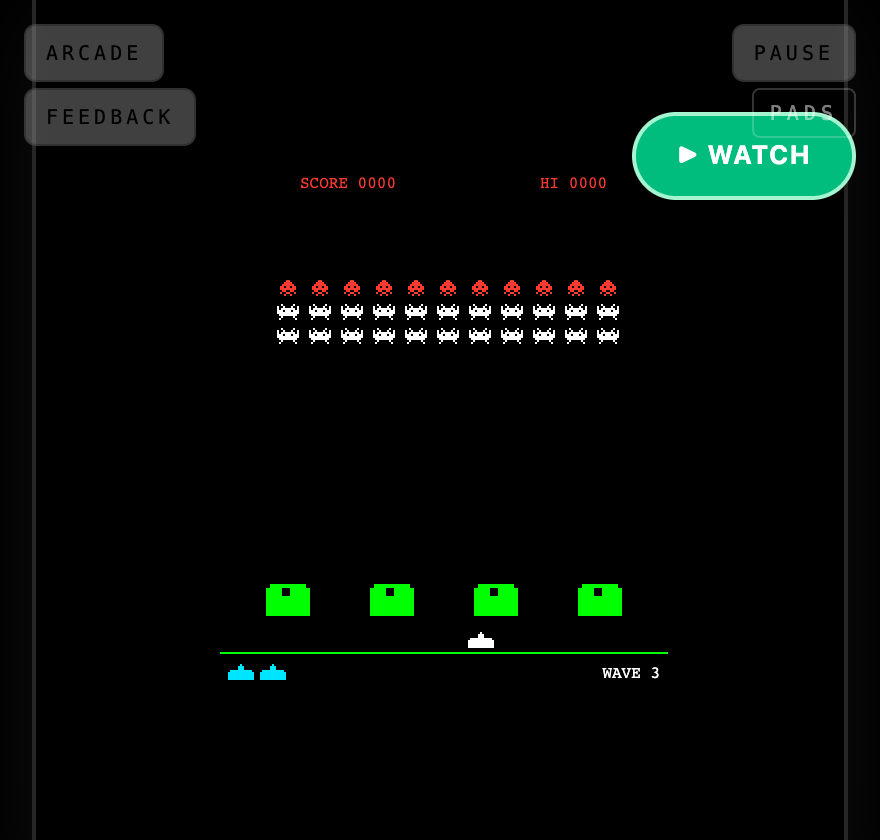 ARCADE
PAUSE
FEEDBACK
PADS
WATCH
SCORE 0000
HI 0000
WAVE 3